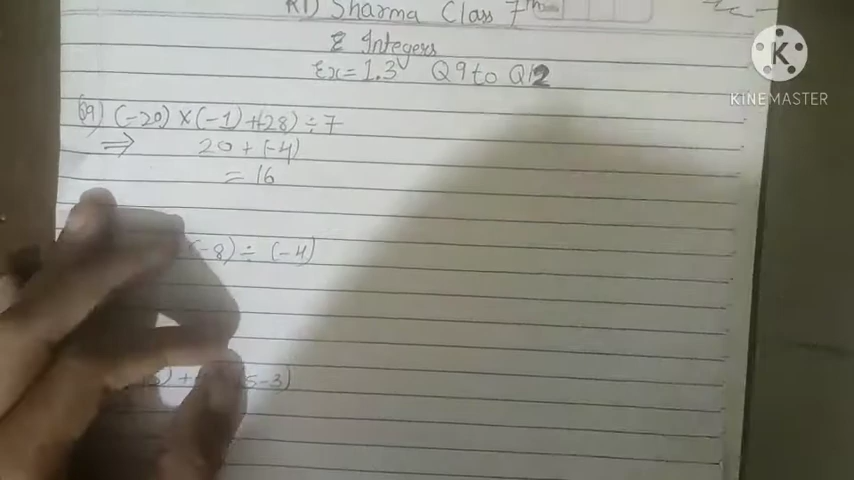 RD Sharma Class 7th
Integers
Ex = 1.3 Q9 to Q12
KINEMASTER
Q9) (-20) × (-1) + (-28) ÷ 7
⇒ 20 + (-4)
= 16
(-8) ÷ (-4)
5-3)